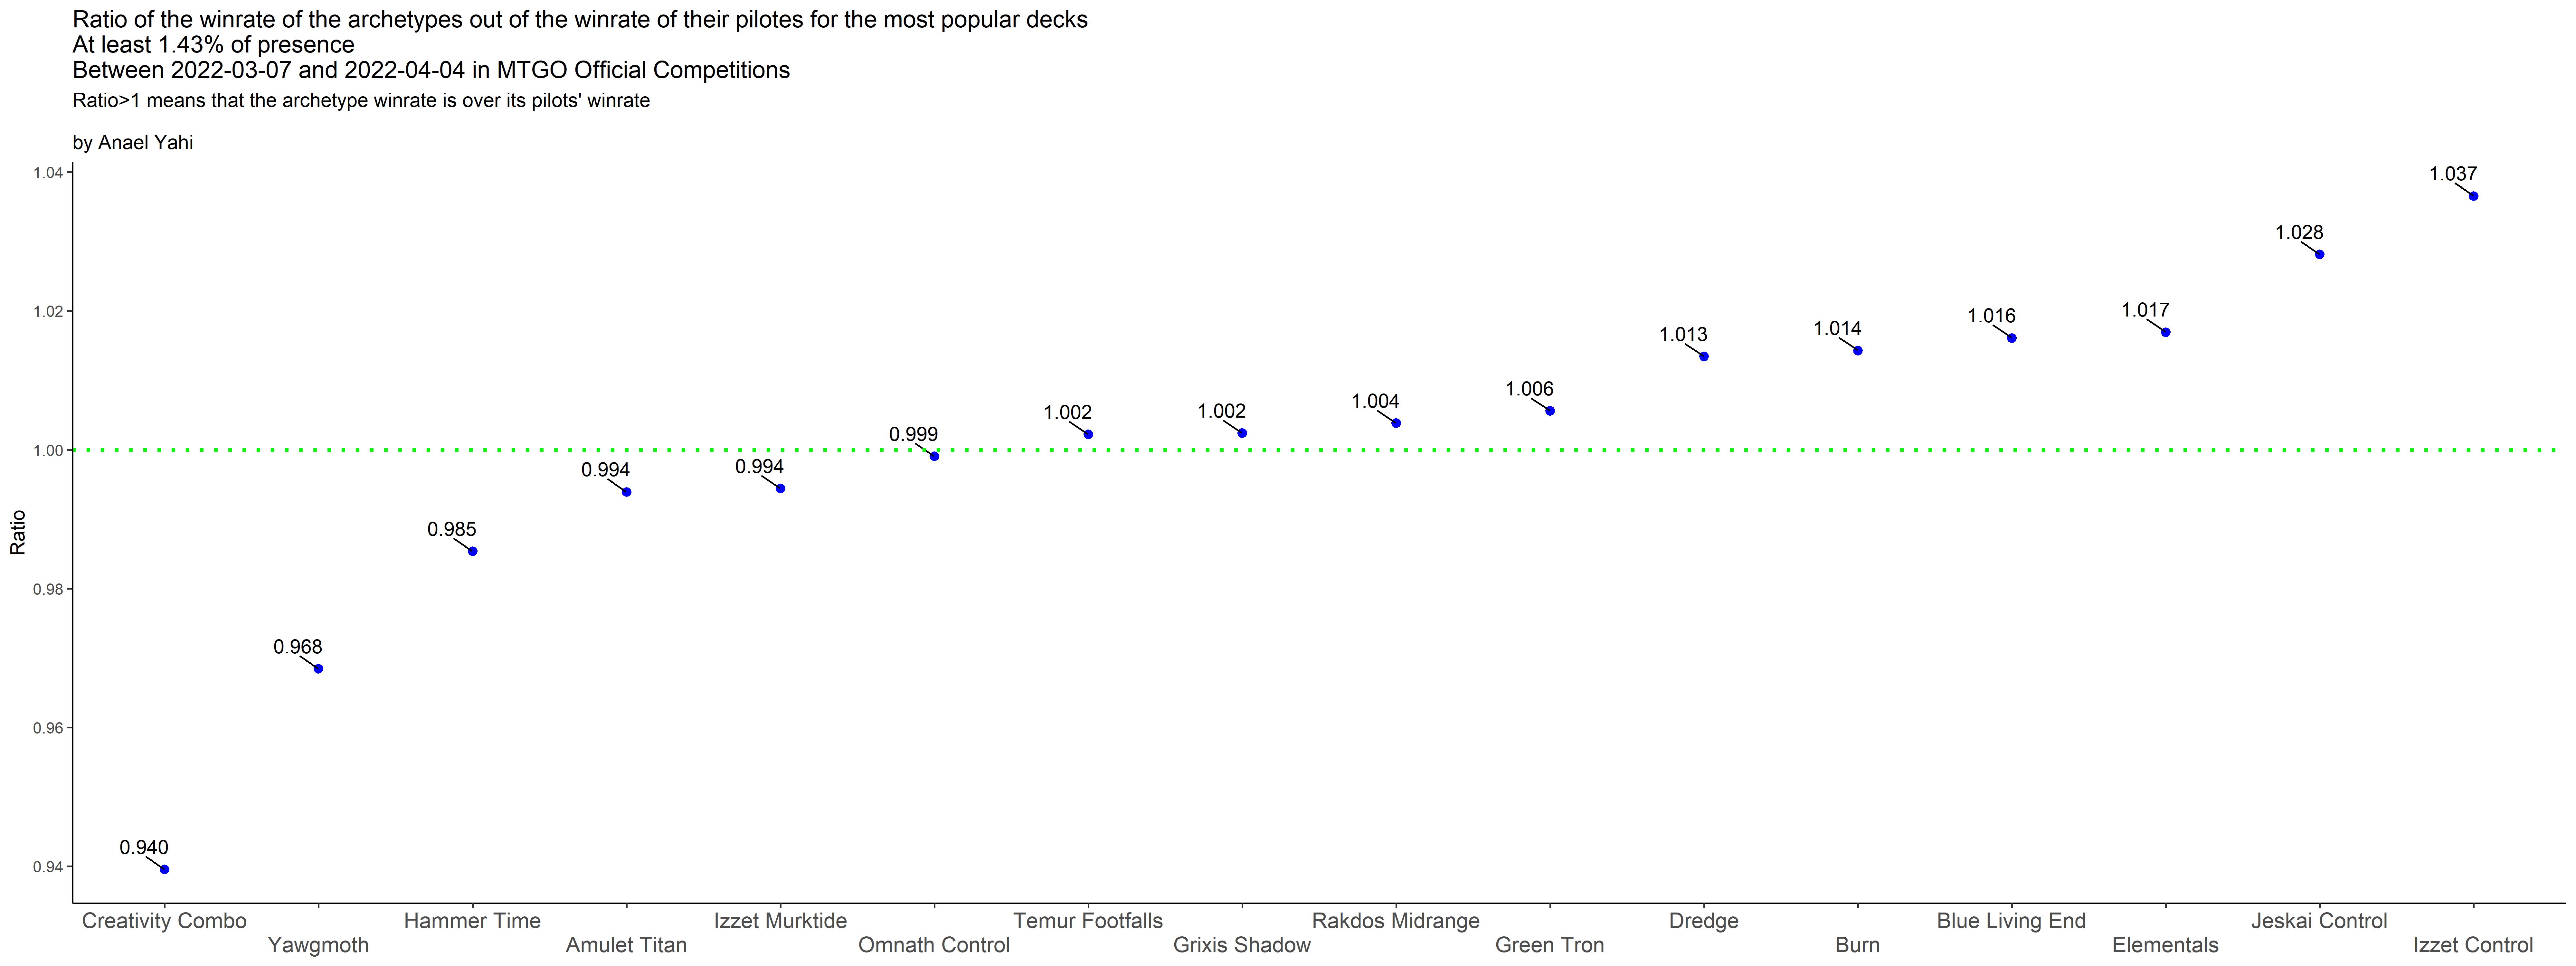 Ratio of the winrate of the archetypes out of the winrate of their pilotes for the most popular decks
At least 1.43% of presence
Between 2022-03-07 and 2022-04-04 in MTGO Official Competitions
Ratio>1 means that the archetype winrate is over its pilots' winrate
by Anael Yahi
Ratio
1.04
1.02
1.00
0.98
0.96
0.94
0.940
0.968
0.985
0.994
0.994
0.999
1.002
1.002
1.004
1.006
1.013
1.014
1.016
1.017
1.028
1.037
Creativity Combo
Yawgmoth
Hammer Time
Amulet Titan
Izzet Murktide
Omnath Control
Temur Footfalls
Grixis Shadow
Rakdos Midrange
Green Tron
Dredge
Burn
Blue Living End
Elementals
Jeskai Control
Izzet Control